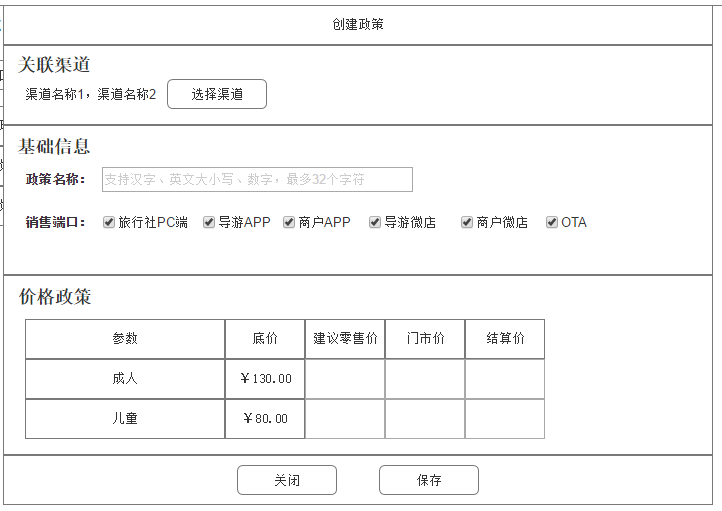 创建政策
关联渠道
渠道名称1，渠道名称2 选择渠道
基础信息
政策名称： 支持汉字、英文大小写、数字，最多32个字符
销售端口： 旅行社PC端 导游APP 商户APP 导游微店 商户微店 OTA
价格政策
参数 底价 建议零售价 门市价 结算价
成人 ￥130.00
儿童 ￥80.00
关闭 保存